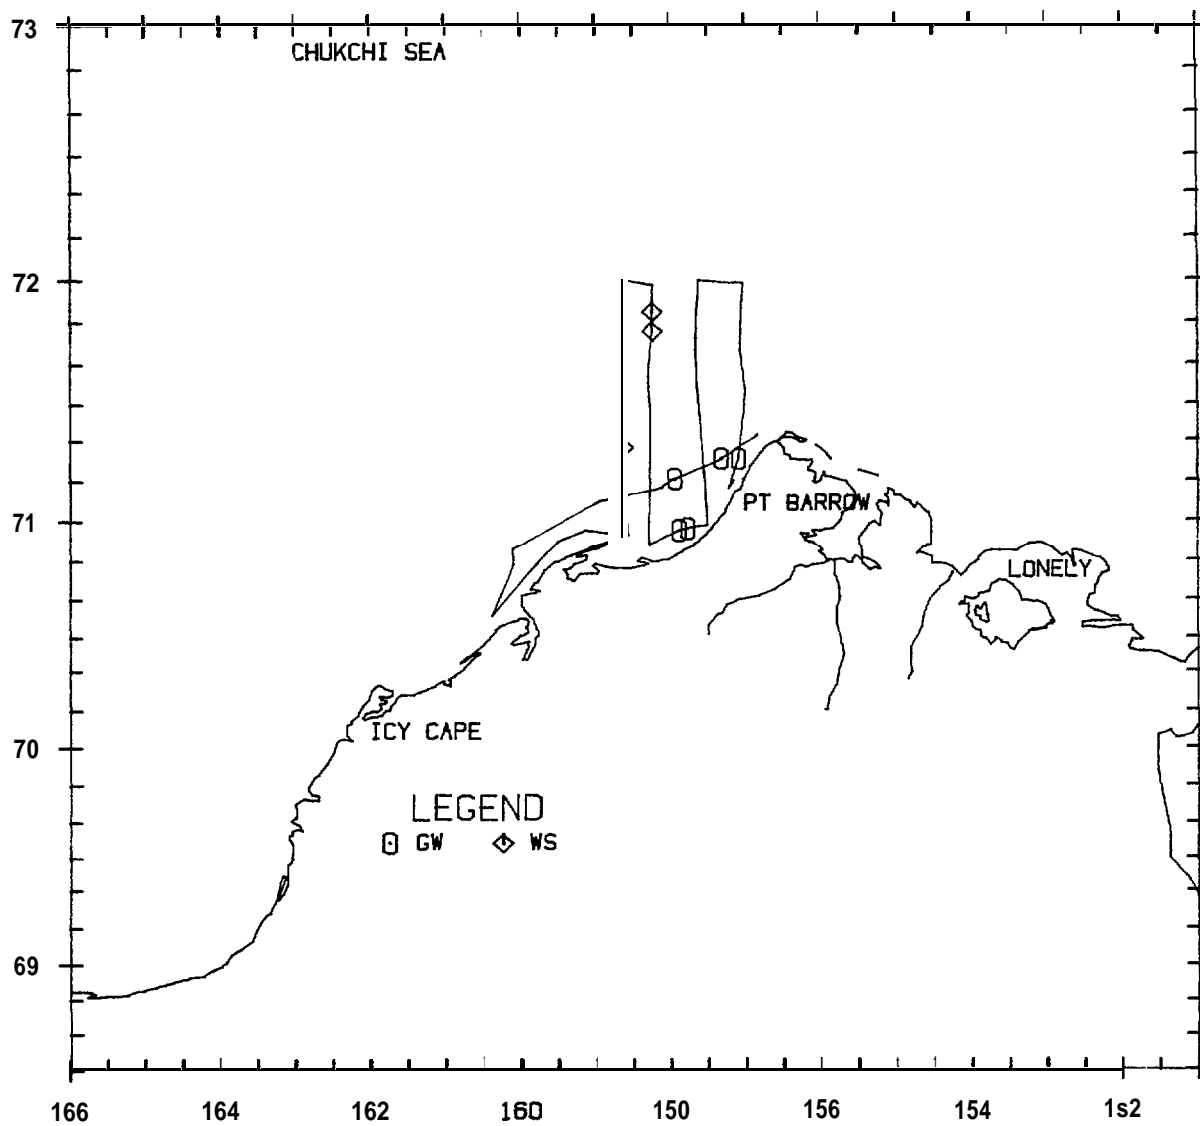 73
CHUKCHI SEA
72
71
PT BARROW
LONELY
70
ICY CAPE
LEGEND
GW WS
69
166 164 162 160 150 156 154 1s2